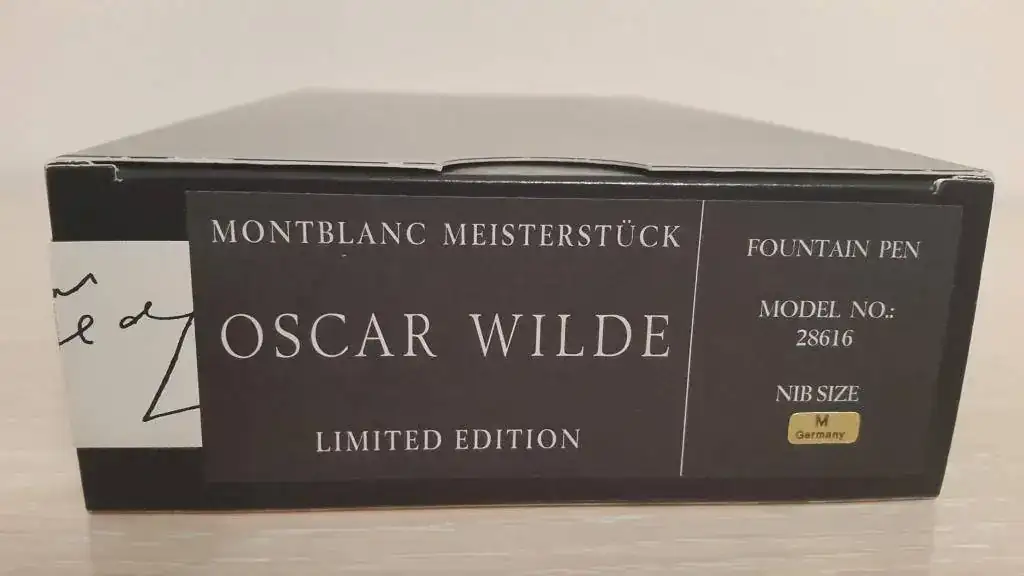 MONTBLANC MEISTERSTÜCK
OSCAR WILDE
LIMITED EDITION
FOUNTAIN PEN
MODEL NO.:
28616
NIB SIZE
M
Germany